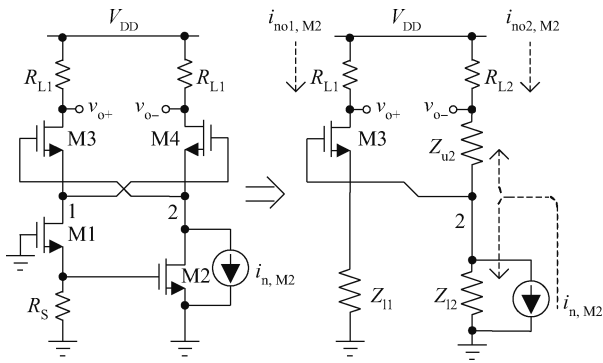 V_DD
R_L1
R_L1
v_o+
v_o−
M3
M4
1
2
M1
M2
i_n, M2
R_S
i_no1, M2
V_DD
i_no2, M2
R_L1
R_L2
v_o+
v_o−
M3
Z_u2
2
Z_l1
Z_l2
i_n, M2